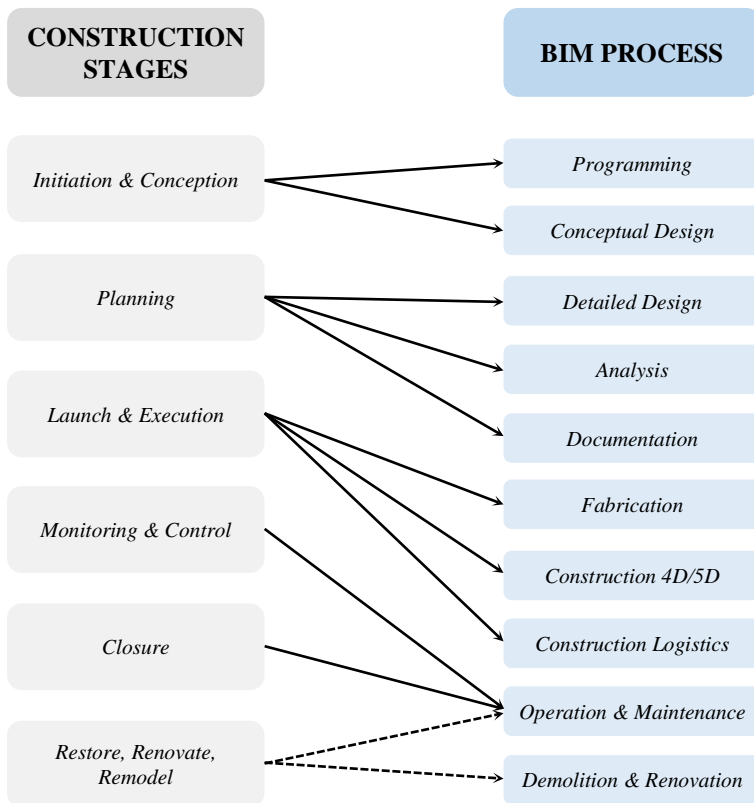 CONSTRUCTION
STAGES
BIM PROCESS
Initiation & Conception
Planning
Launch & Execution
Monitoring & Control
Closure
Restore, Renovate,
Remodel
Programming
Conceptual Design
Detailed Design
Analysis
Documentation
Fabrication
Construction 4D/5D
Construction Logistics
Operation & Maintenance
Demolition & Renovation